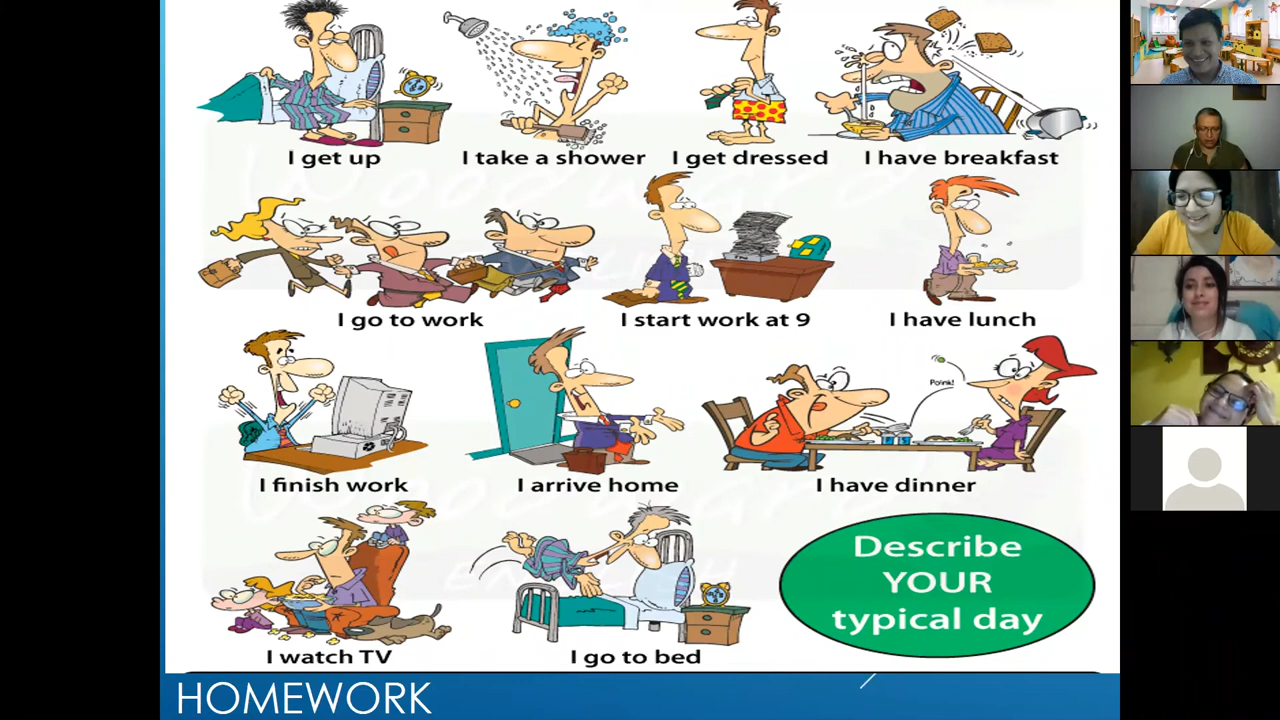 I get up
I take a shower
I get dressed
I have breakfast
I go to work
I start work at 9
I have lunch
Poink!
I finish work
I arrive home
I have dinner
I watch TV
I go to bed
Describe
YOUR
typical day
HOMEWORK